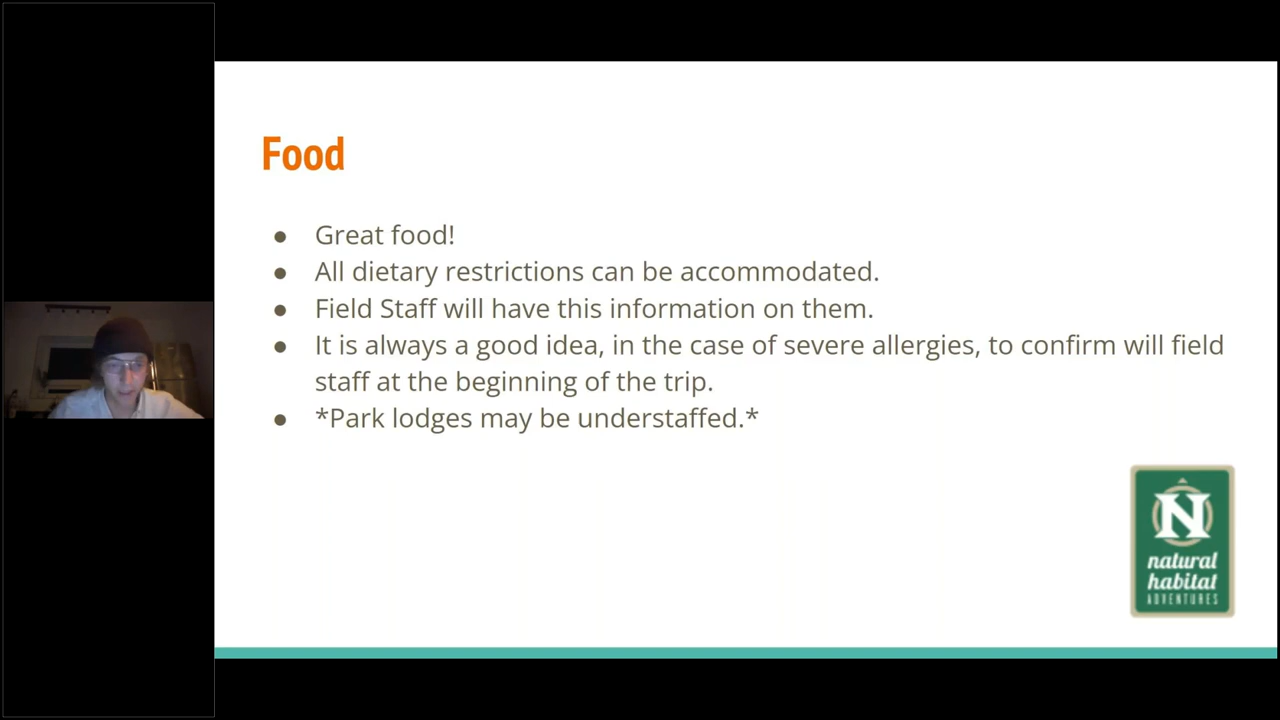 Food
● Great food!
● All dietary restrictions can be accommodated.
● Field Staff will have this information on them.
● It is always a good idea, in the case of severe allergies, to confirm will field
staff at the beginning of the trip.
● *Park lodges may be understaffed.*
N
natural
habitat
ADVENTURES